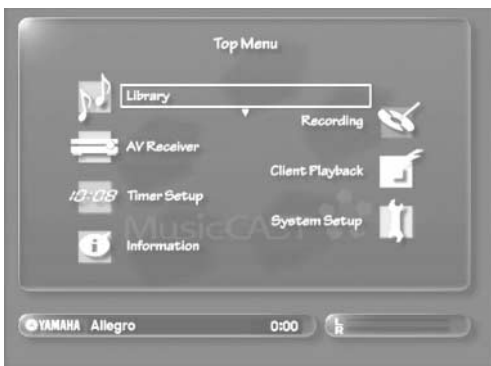 Top Menu
Library
Recording
AV Receiver
Client Playback
10:08 Timer Setup
System Setup
MusicCAST
Information
YAMAHA Allegro 0:00 L
R